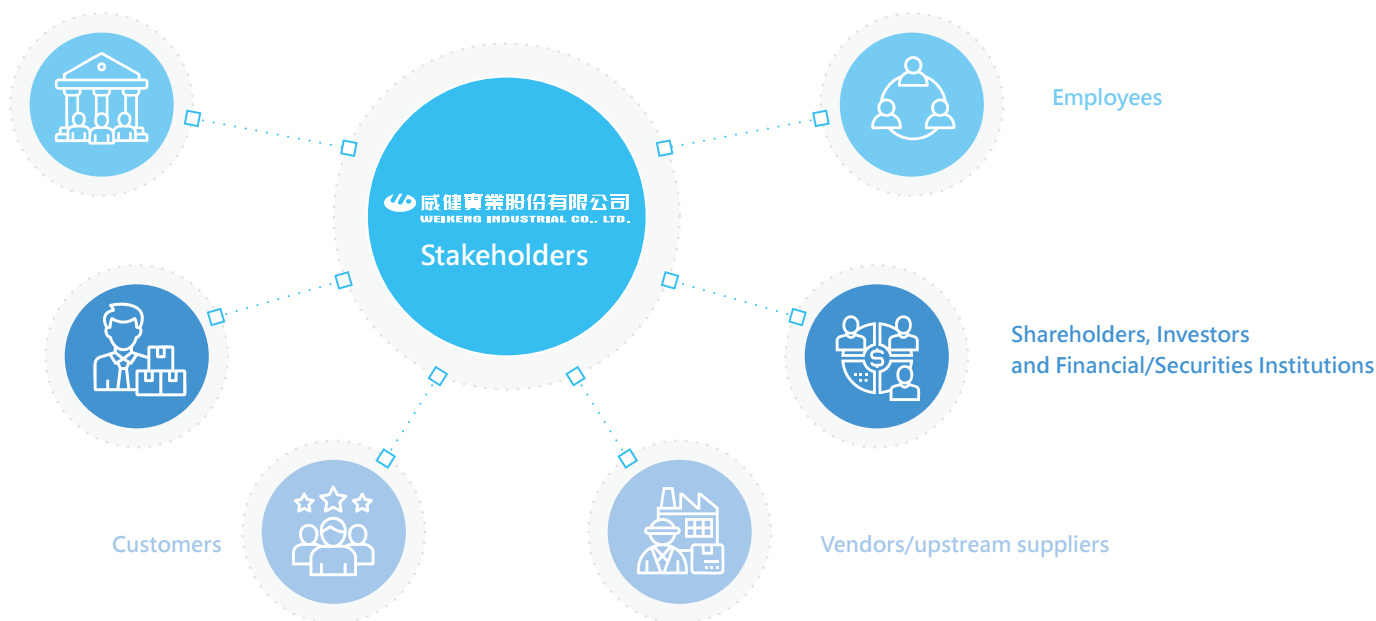 Employees
威健實業股份有限公司
WEIKENG INDUSTRIAL CO., LTD.
Stakeholders
Shareholders, Investors
and Financial/Securities Institutions
Customers
Vendors/upstream suppliers